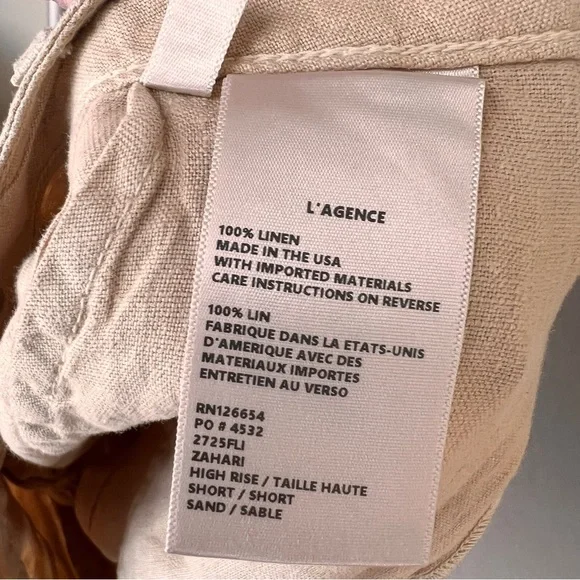 L'AGENCE
100% LINEN
MADE IN THE USA
WITH IMPORTED MATERIALS
CARE INSTRUCTIONS ON REVERSE
100% LIN
FABRIQUE DANS LA ETATS-UNIS
D'AMERIQUE AVEC DES
MATERIAUX IMPORTES
ENTRETIEN AU VERSO
RN126654
PO # 4532
2725FLI
ZAHARI
HIGH RISE / TAILLE HAUTE
SHORT / SHORT
SAND / SABLE